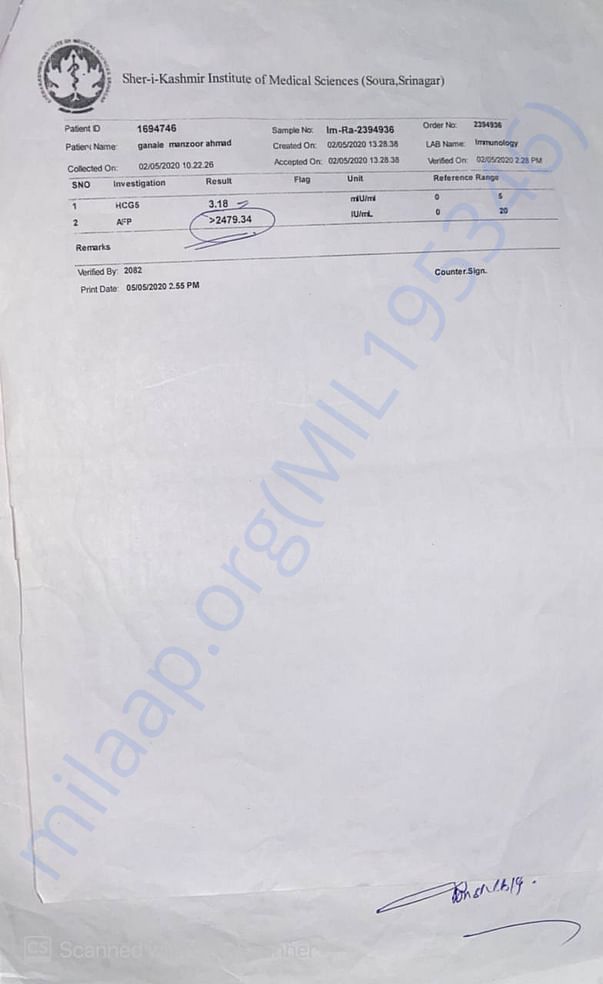 Sher-i-Kashmir Institute of Medical Sciences (Soura,Srinagar)
Patient ID 1694746 Sample No: Im-Ra-2394936 Order No: 2394936
Patient Name: ganaie manzoor ahmad Created On: 02/05/2020 13.28.38 LAB Name: Immunology
Collected On: 02/05/2020 10.22.26 Accepted On: 02/05/2020 13.28.38 Verified On: 02/05/2020 2:28 PM
SNO Investigation Result Flag Unit Reference Range
1 HCG5 3.18 mIU/ml 0 5
2 AFP >2479.34 IU/mL 0 20
Remarks
Verified By: 2082 Counter.Sign.
Print Date: 05/05/2020 2.55 PM
milaap.org(MIL195346)
CS Scanned